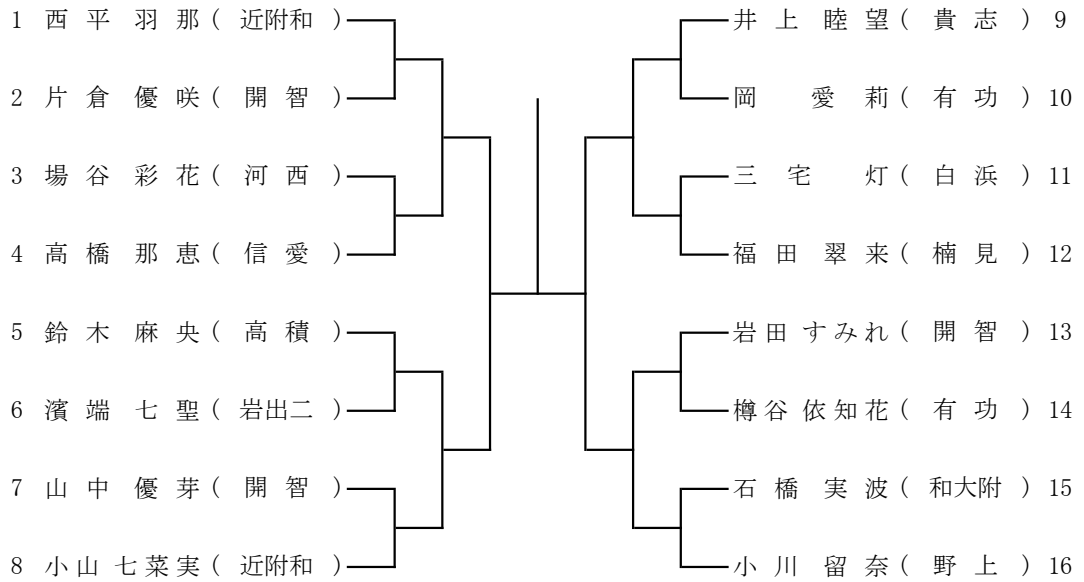 1 西平羽那(近附和)
2 片倉優咲(開智)
3 場谷彩花(河西)
4 高橋那恵(信愛)
5 鈴木麻央(高積)
6 濱端七聖(岩出二)
7 山中優芽(開智)
8 小山七菜実(近附和)
井上睦望(貴志) 9
岡愛莉(有功) 10
三宅灯(白浜) 11
福田翠来(楠見) 12
岩田すみれ(開智) 13
樽谷依知花(有功) 14
石橋実波(和大附) 15
小川留奈(野上) 16